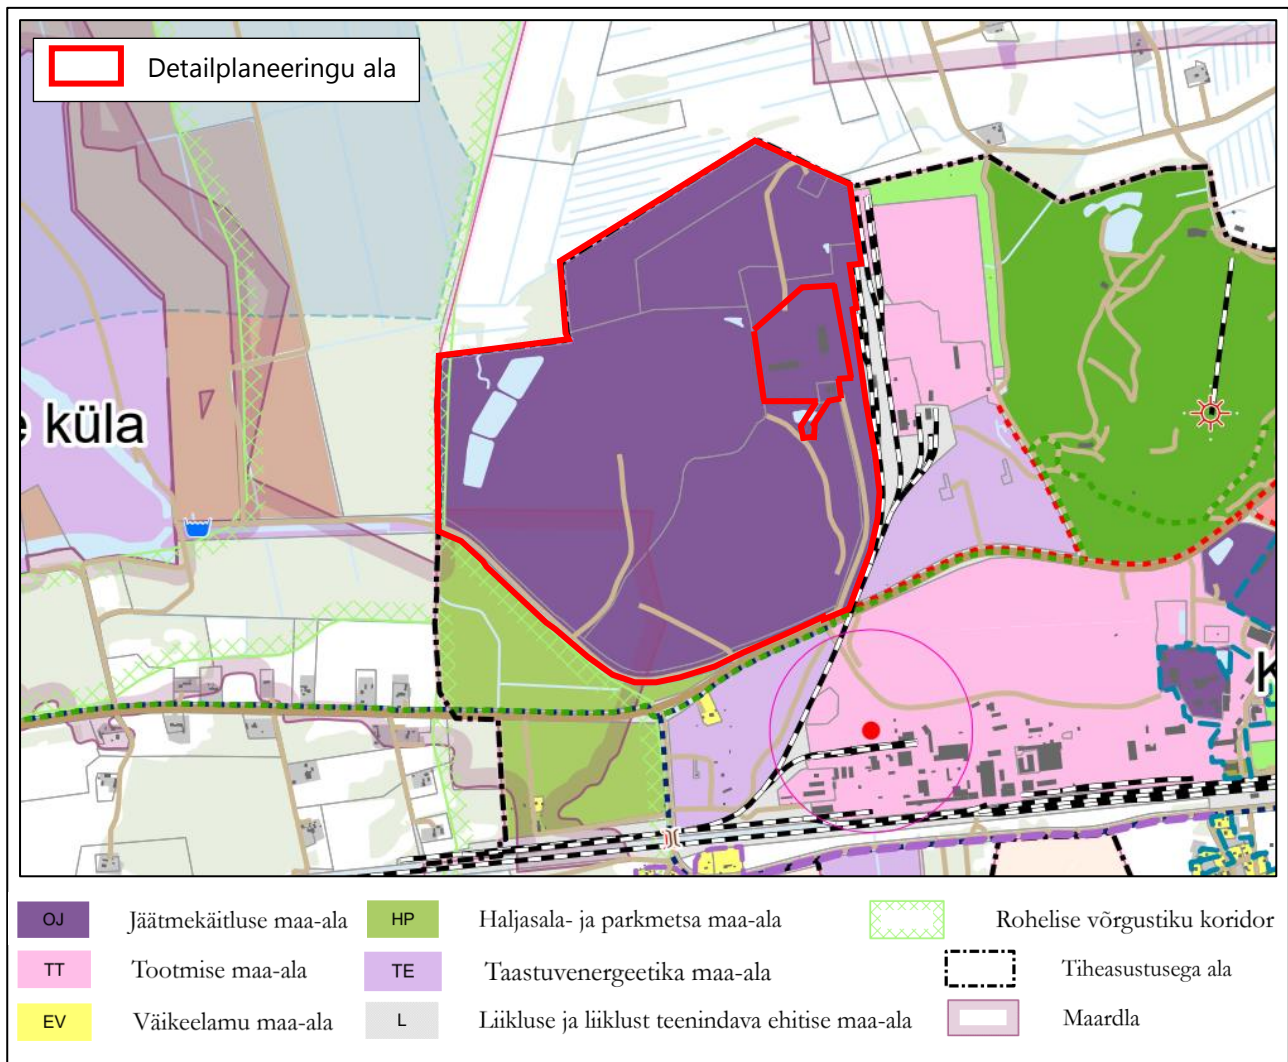 Detailplaneeringu ala
e küla
K
OJ Jäätmekäitluse maa-ala HP Haljasala- ja parkmetsa maa-ala Rohelise võrgustiku koridor
TT Tootmise maa-ala TE Taastuvenergeetika maa-ala Tiheasustusega ala
EV Väikeelamu maa-ala L Liikluse ja liiklust teenindava ehitise maa-ala Maardla